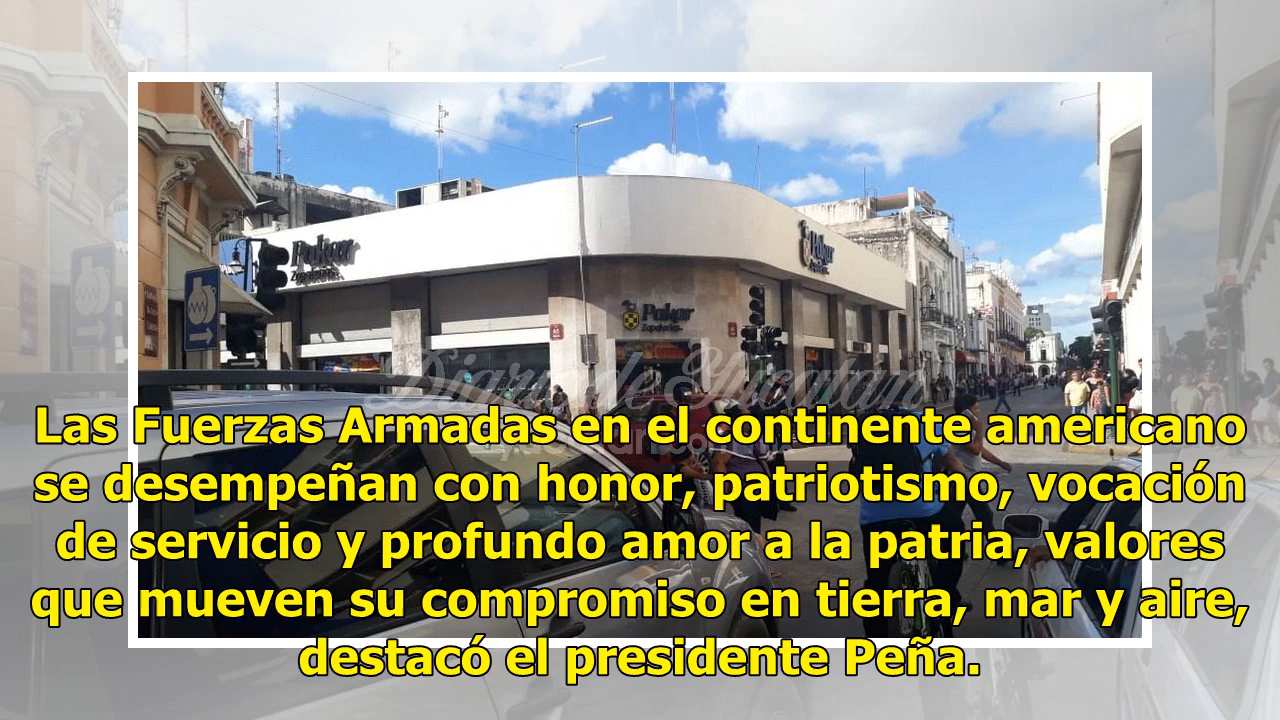 Pakar
Zapaterías
Pakar
Pakar
Zapaterías
Diario de Yucatán
Las Fuerzas Armadas en el continente americano
se desempeñan con honor, patriotismo, vocación
de servicio y profundo amor a la patria, valores
que mueven su compromiso en tierra, mar y aire,
destacó el presidente Peña.